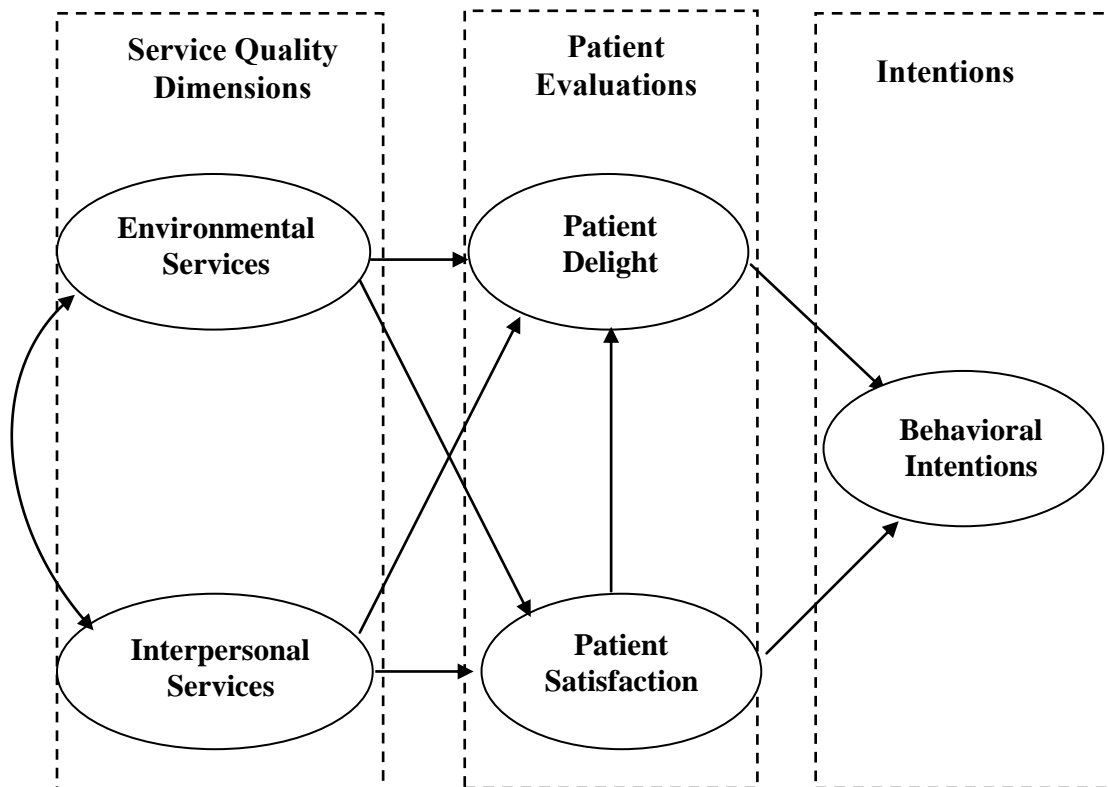 Service Quality
Dimensions
Patient
Evaluations
Intentions
Environmental
Services
Patient
Delight
Behavioral
Intentions
Interpersonal
Services
Patient
Satisfaction